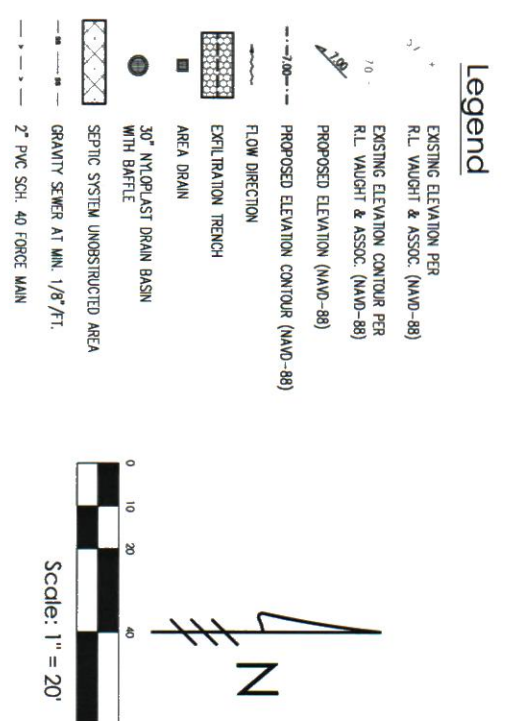 Legend
EXISTING ELEVATION PER
R.L. VAUGHT & ASSOC. (NAVD-88)
7.0
EXISTING ELEVATION CONTOUR PER
R.L. VAUGHT & ASSOC. (NAVD-88)
7.00
PROPOSED ELEVATION (NAVD-88)
7.00
PROPOSED ELEVATION CONTOUR (NAVD-88)
FLOW DIRECTION
EXFILTRATION TRENCH
AREA DRAIN
30" NYLOPLAST DRAIN BASIN
WITH BAFFLE
SEPTIC SYSTEM UNOBSTRUCTED AREA
GRAVITY SEWER AT MIN. 1/8"/FT.
2" PVC SCH. 40 FORCE MAIN
0 10 20 40
Scale: 1" = 20'
N